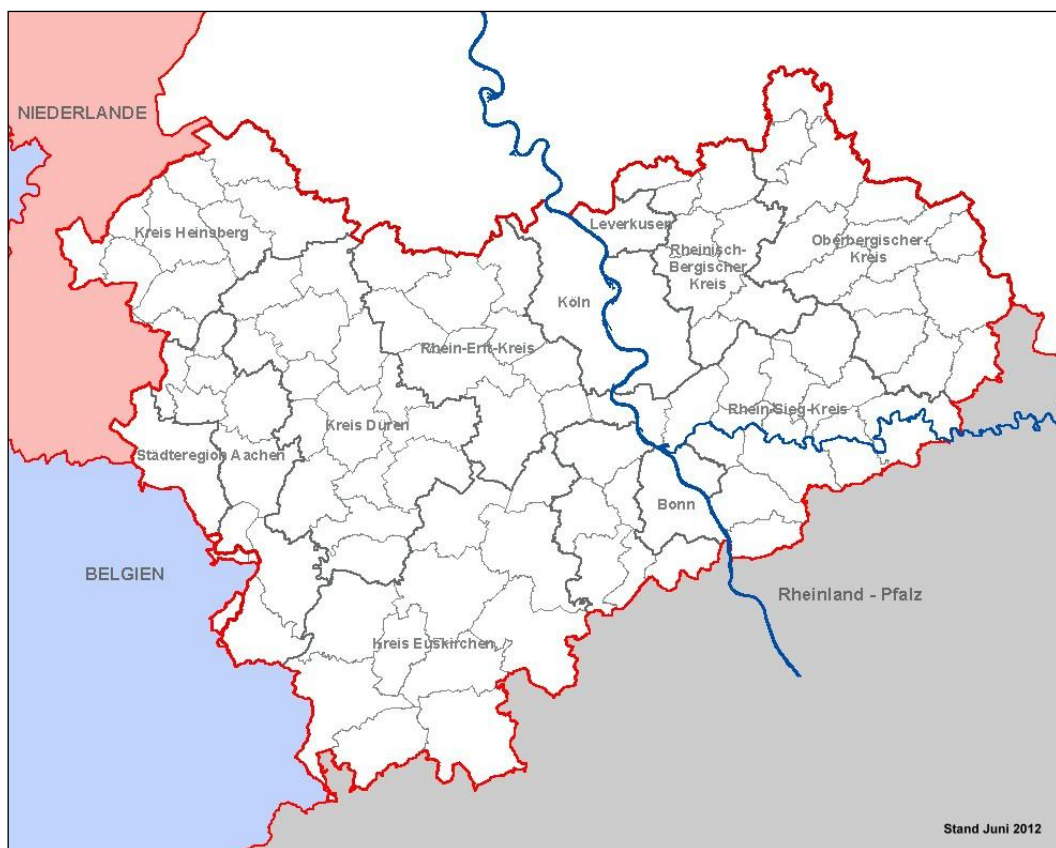 NIEDERLANDE
Kreis Heinsberg
Leverkusen
Rheinisch-
Bergischer
Kreis
Oberbergischer-
Kreis
Köln
Rhein-Erft-Kreis
Kreis Düren
Rhein-Sieg-Kreis
Städteregion Aachen
Bonn
BELGIEN
Rheinland - Pfalz
Kreis Euskirchen
Stand Juni 2012